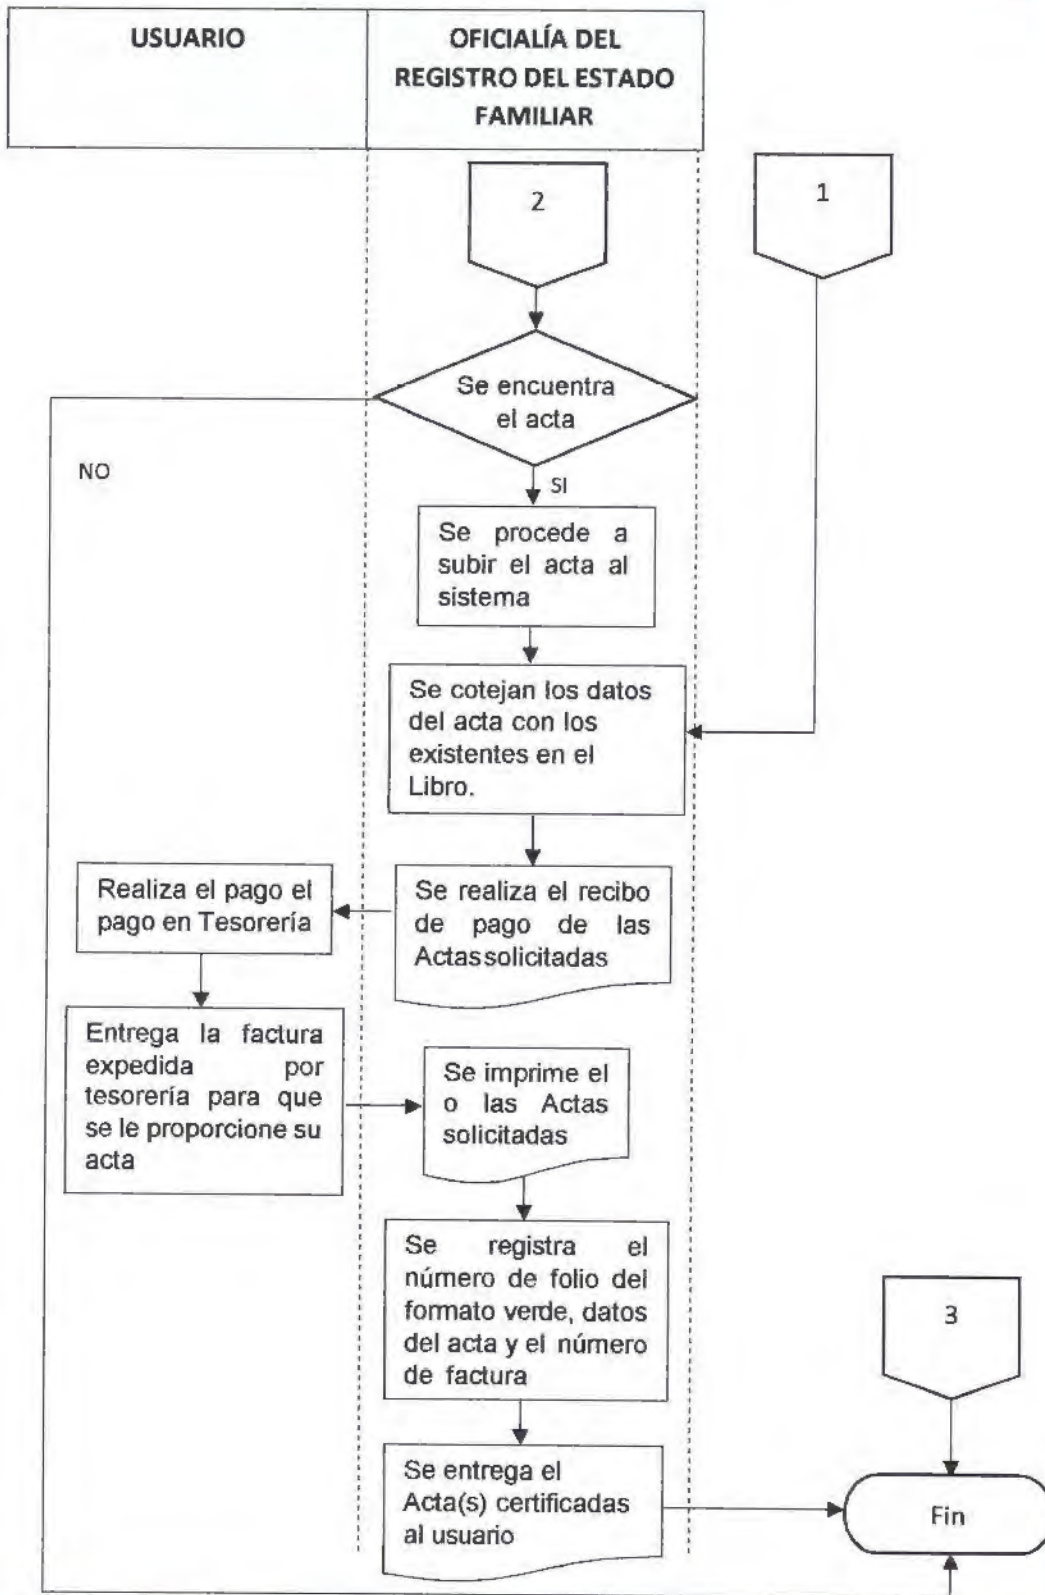 USUARIO
OFICIALÍA DEL
REGISTRO DEL ESTADO
FAMILIAR
2
1
Se encuentra
el acta
NO
SI
Se procede a
subir el acta al
sistema
Se cotejan los datos
del acta con los
existentes en el
Libro.
Realiza el pago el
pago en Tesorería
Se realiza el recibo
de pago de las
Actas solicitadas
Entrega la factura
expedida por
tesorería para que
se le proporcione su
acta
Se imprime el
o las Actas
solicitadas
Se registra el
número de folio del
formato verde, datos
del acta y el número
de factura
3
Se entrega el
Acta(s) certificadas
al usuario
Fin